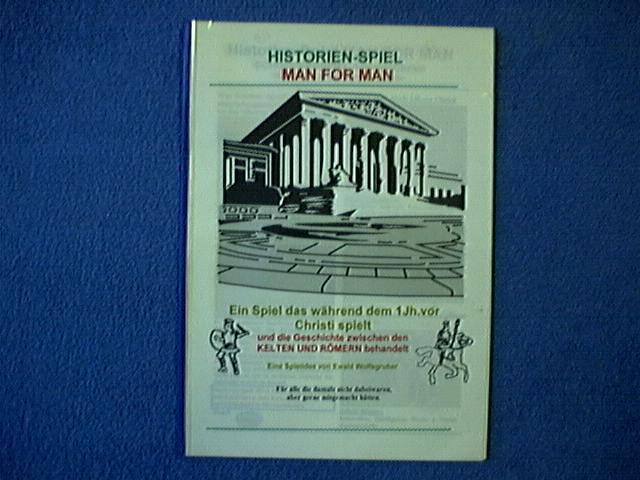 HISTORIEN-SPIEL
MAN FOR MAN
Ein Spiel das während dem 1Jh.vor
Christi spielt
und die Geschichte zwischen den
KELTEN UND RÖMERN behandelt
Eine Spielidee von Ewald Wolfsgruber
Für alle die damals nicht dabeiwaren,
aber gerne mitgemacht hätten.